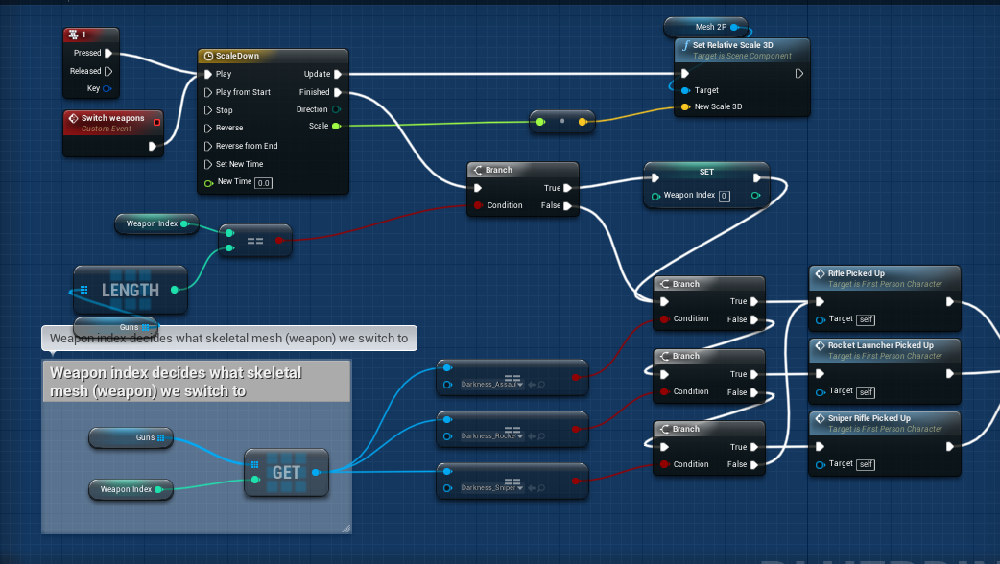 1
Pressed
Released
Key
Switch weapons
Custom Event
ScaleDown
Play
Update
Play from Start
Finished
Stop
Direction
Reverse
Scale
Reverse from End
Set New Time
New Time 0.0
Mesh 2P
Set Relative Scale 3D
Target is Scene Component
Target
New Scale 3D
Branch
True
Condition
False
SET
Weapon Index 0
Weapon Index
==
LENGTH
Guns
Weapon index decides what skeletal mesh (weapon) we switch to
Weapon index decides what skeletal
mesh (weapon) we switch to
Guns
Weapon Index
GET
==
Darkness_Assau
==
Darkness_Rocke
==
Darkness_Sniper
Branch
True
Condition
False
Branch
True
Condition
False
Branch
True
Condition
False
Rifle Picked Up
Target is First Person Character
Target self
Rocket Launcher Picked Up
Target is First Person Character
Target self
Sniper Rifle Picked Up
Target is First Person Character
Target self